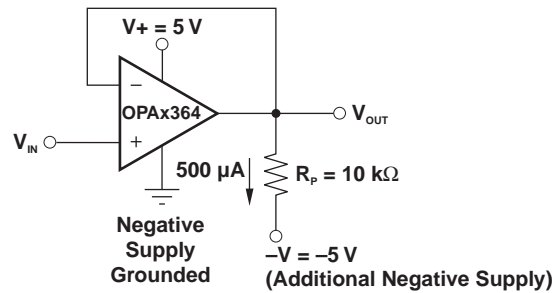 V+ = 5 V
−
OPAx364
+
V_IN
V_OUT
500 µA
R_P = 10 kΩ
Negative
Supply
Grounded
−V = −5 V
(Additional Negative Supply)